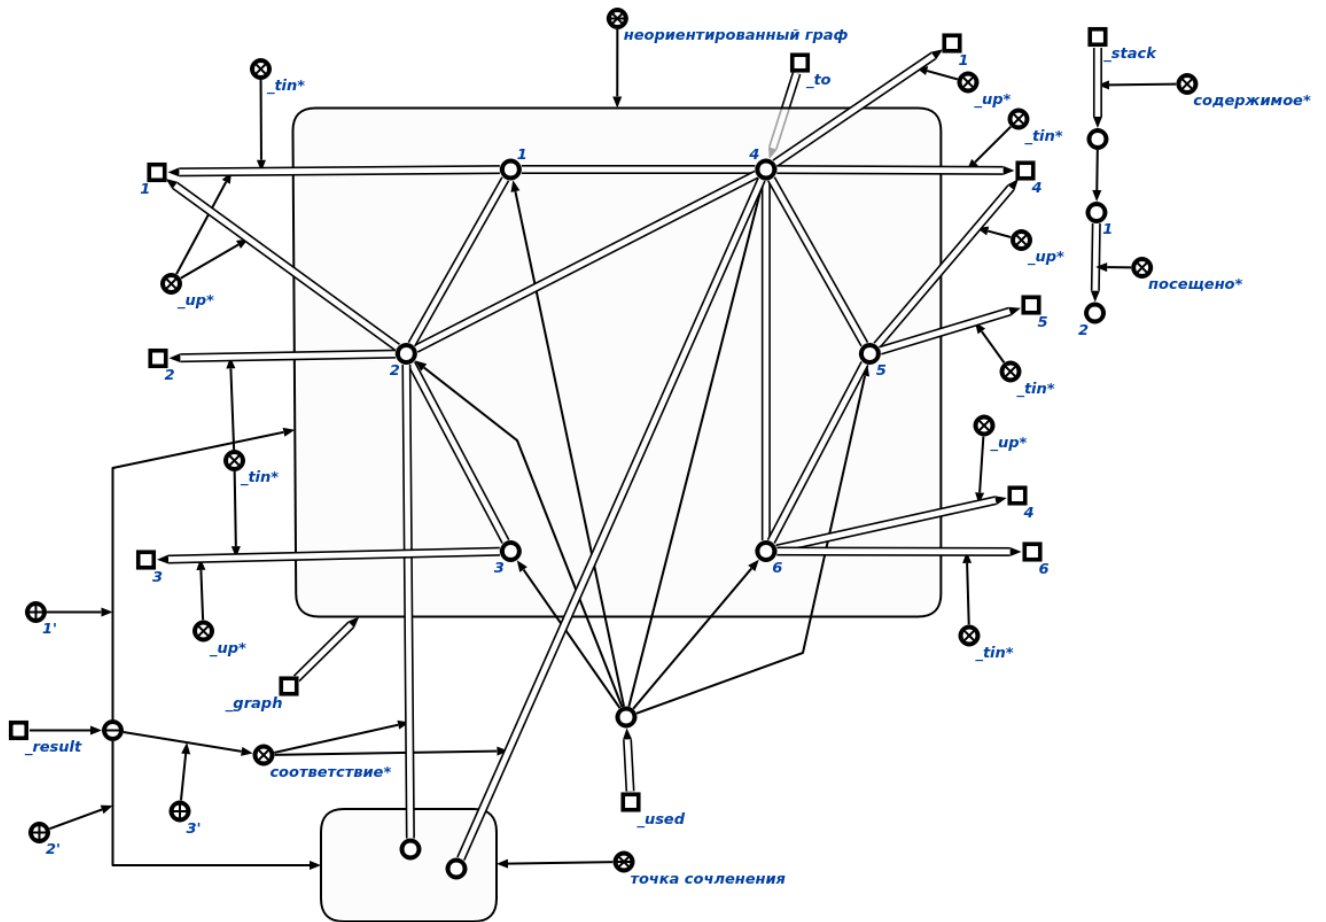 неориентированный граф
1
_stack
_tin*
_to
_up*
содержимое*
_tin*
1
4
1
4
1
_up*
_up*
посещено*
5
2
2
2
5
_tin*
_up*
_tin*
4
3
3
6
6
1'
_up*
_tin*
_graph
_result
соответствие*
3'
_used
2'
точка сочленения